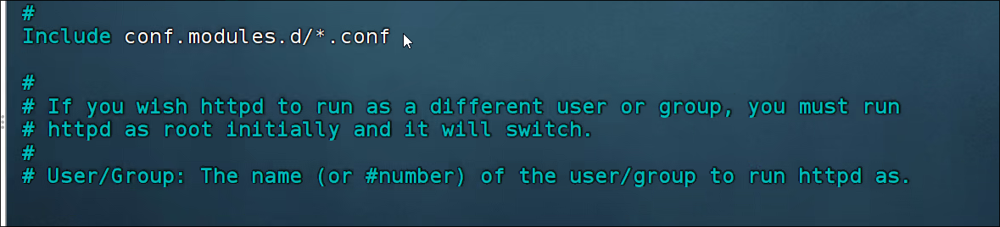 #
Include conf.modules.d/*.conf
#
# If you wish httpd to run as a different user or group, you must run
# httpd as root initially and it will switch.
#
# User/Group: The name (or #number) of the user/group to run httpd as.